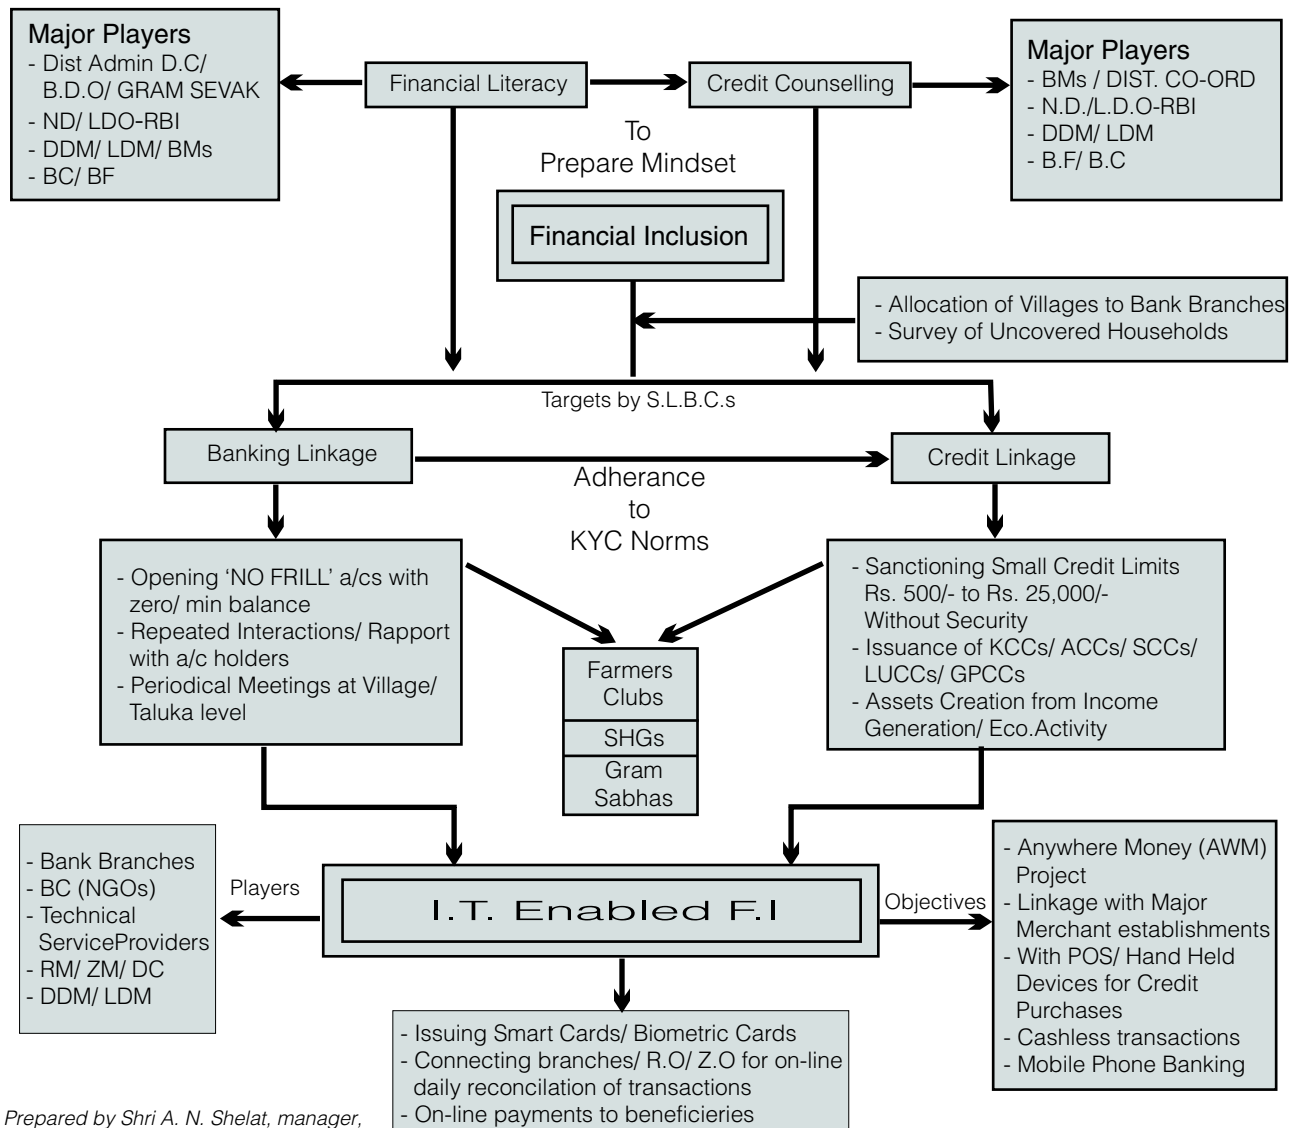 Major Players
- Dist Admin D.C/
B.D.O/ GRAM SEVAK
- ND/ LDO-RBI
- DDM/ LDM/ BMs
- BC/ BF
Financial Literacy
Credit Counselling
Major Players
- BMs / DIST. CO-ORD
- N.D./L.D.O-RBI
- DDM/ LDM
- B.F/ B.C
To
Prepare Mindset
Financial Inclusion
- Allocation of Villages to Bank Branches
- Survey of Uncovered Households
Targets by S.L.B.C.s
Banking Linkage
Credit Linkage
Adherance
to
KYC Norms
- Opening ‘NO FRILL’ a/cs with
zero/ min balance
- Repeated Interactions/ Rapport
with a/c holders
- Periodical Meetings at Village/
Taluka level
Farmers
Clubs
SHGs
Gram
Sabhas
- Sanctioning Small Credit Limits
Rs. 500/- to Rs. 25,000/-
Without Security
- Issuance of KCCs/ ACCs/ SCCs/
LUCCs/ GPCCs
- Assets Creation from Income
Generation/ Eco.Activity
- Bank Branches
- BC (NGOs)
- Technical
ServiceProviders
- RM/ ZM/ DC
- DDM/ LDM
Players
I.T. Enabled F.I
Objectives
- Anywhere Money (AWM)
Project
- Linkage with Major
Merchant establishments
- With POS/ Hand Held
Devices for Credit
Purchases
- Cashless transactions
- Mobile Phone Banking
- Issuing Smart Cards/ Biometric Cards
- Connecting branches/ R.O/ Z.O for on-line
daily reconcilation of transactions
- On-line payments to beneficieries
Prepared by Shri A. N. Shelat, manager,